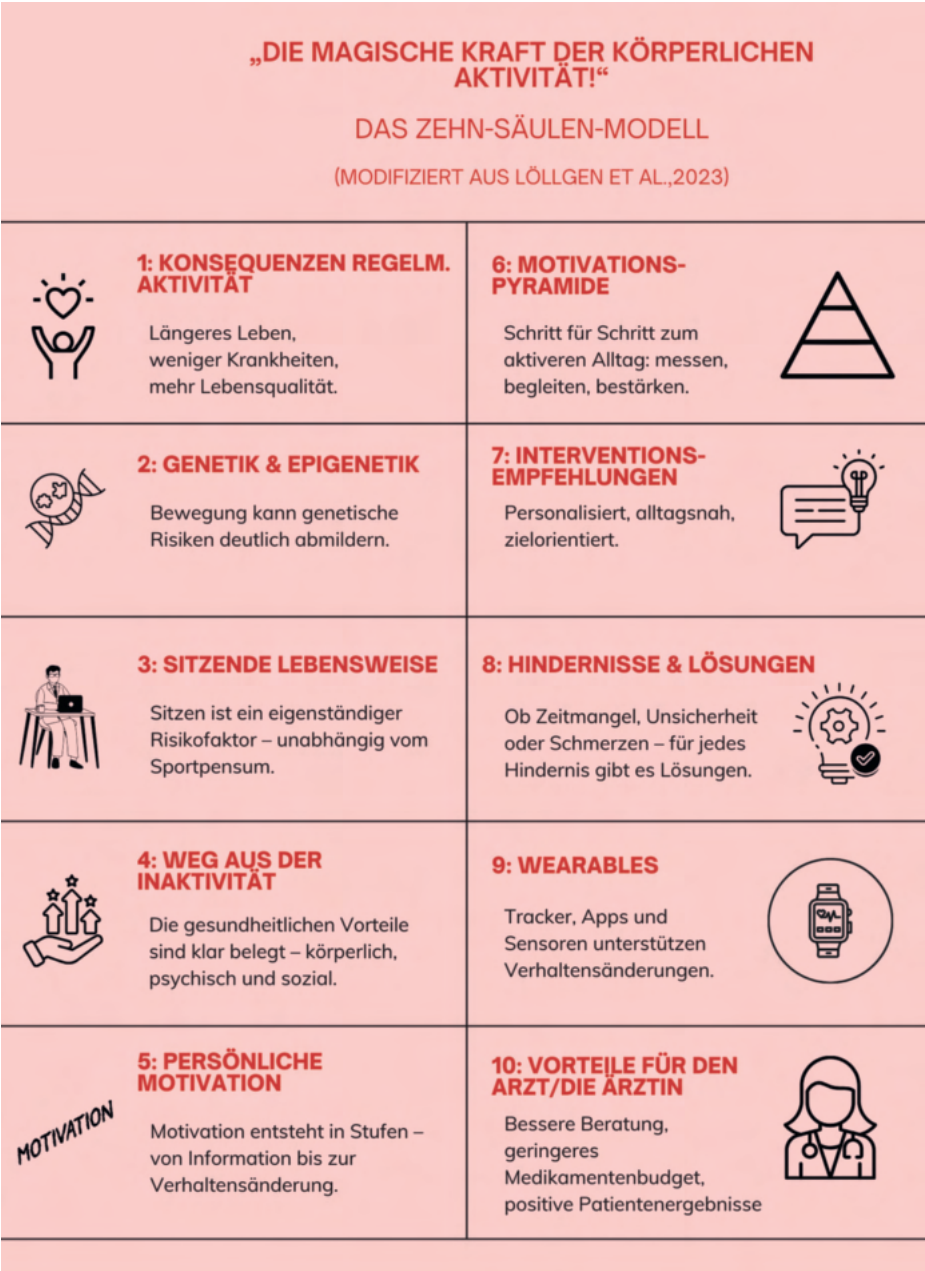 „DIE MAGISCHE KRAFT DER KÖRPERLICHEN
AKTIVITÄT!“
DAS ZEHN-SÄULEN-MODELL
(MODIFIZIERT AUS LÖLLGEN ET AL.,2023)
1: KONSEQUENZEN REGELM.
AKTIVITÄT
Längeres Leben,
weniger Krankheiten,
mehr Lebensqualität.
2: GENETIK & EPIGENETIK
Bewegung kann genetische
Risiken deutlich abmildern.
3: SITZENDE LEBENSWEISE
Sitzen ist ein eigenständiger
Risikofaktor – unabhängig vom
Sportpensum.
4: WEG AUS DER
INAKTIVITÄT
Die gesundheitlichen Vorteile
sind klar belegt – körperlich,
psychisch und sozial.
MOTIVATION
5: PERSÖNLICHE
MOTIVATION
Motivation entsteht in Stufen –
von Information bis zur
Verhaltensänderung.
6: MOTIVATIONS-
PYRAMIDE
Schritt für Schritt zum
aktiveren Alltag: messen,
begleiten, bestärken.
7: INTERVENTIONS-
EMPFEHLUNGEN
Personalisiert, alltagsnah,
zielorientiert.
8: HINDERNISSE & LÖSUNGEN
Ob Zeitmangel, Unsicherheit
oder Schmerzen – für jedes
Hindernis gibt es Lösungen.
9: WEARABLES
Tracker, Apps und
Sensoren unterstützen
Verhaltensänderungen.
10: VORTEILE FÜR DEN
ARZT/DIE ÄRZTIN
Bessere Beratung,
geringeres
Medikamentenbudget,
positive Patientenergebnisse